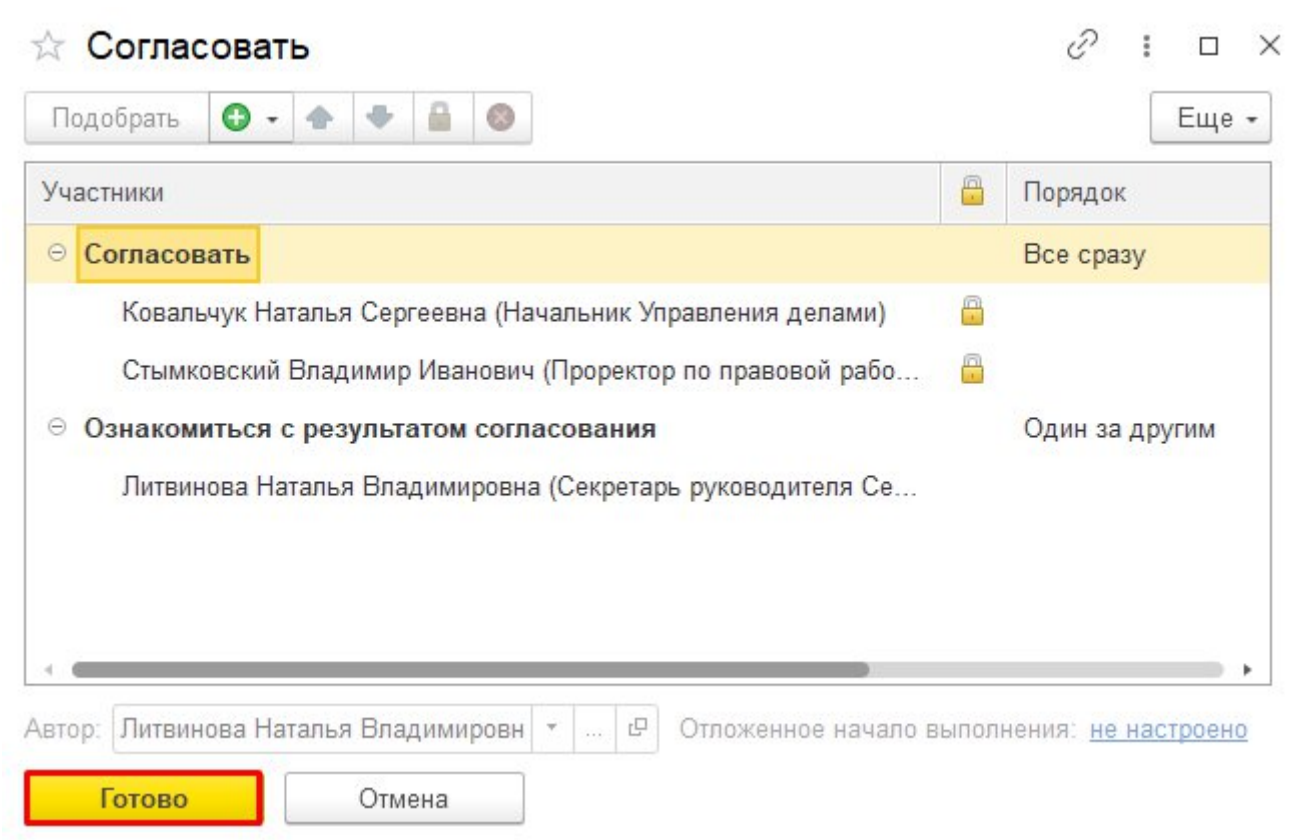 Согласовать
Подобрать
Еще
Участники
Порядок
Согласовать
Все сразу
Ковальчук Наталья Сергеевна (Начальник Управления делами)
Стымковский Владимир Иванович (Проректор по правовой рабо...
Ознакомиться с результатом согласования
Один за другим
Литвинова Наталья Владимировна (Секретарь руководителя Се...
Автор: Литвинова Наталья Владимировн ... Отложенное начало выполнения: не настроено
Готово
Отмена